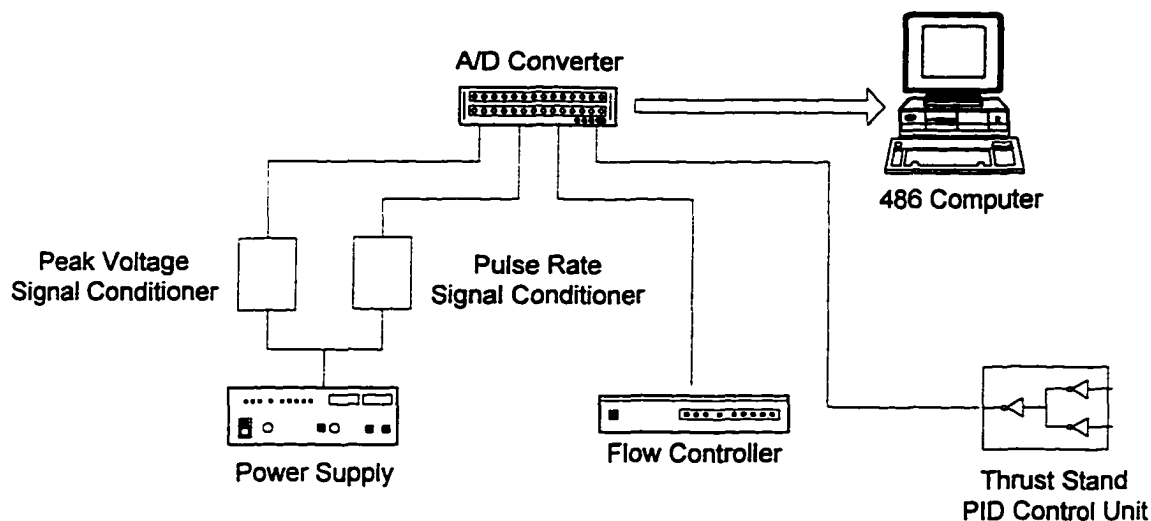 A/D Converter
486 Computer
Peak Voltage
Signal Conditioner
Pulse Rate
Signal Conditioner
Power Supply
Flow Controller
Thrust Stand
PID Control Unit